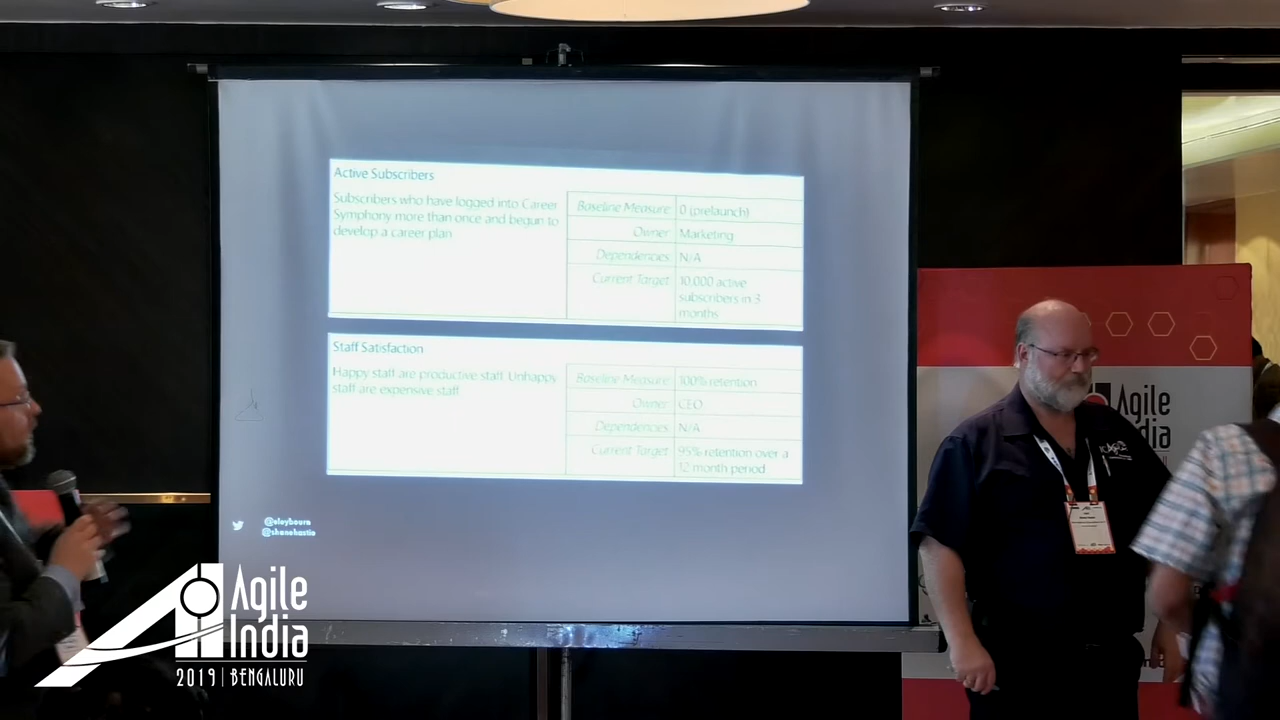 Active Subscribers
Subscribers who have logged into Career
Symphony more than once and begun to
develop a career plan
Baseline Measure 0 (prelaunch)
Owner Marketing
Dependencies N/A
Current Target 10,000 active
subscribers in 3
months
Staff Satisfaction
Happy staff are productive staff. Unhappy
staff are expensive staff
Baseline Measure 100% retention
Owner CEO
Dependencies N/A
Current Target 95% retention over a
12 month period
@eleybourn
@shanehastie
Agile
India
Agile
India
2019 | BENGALURU